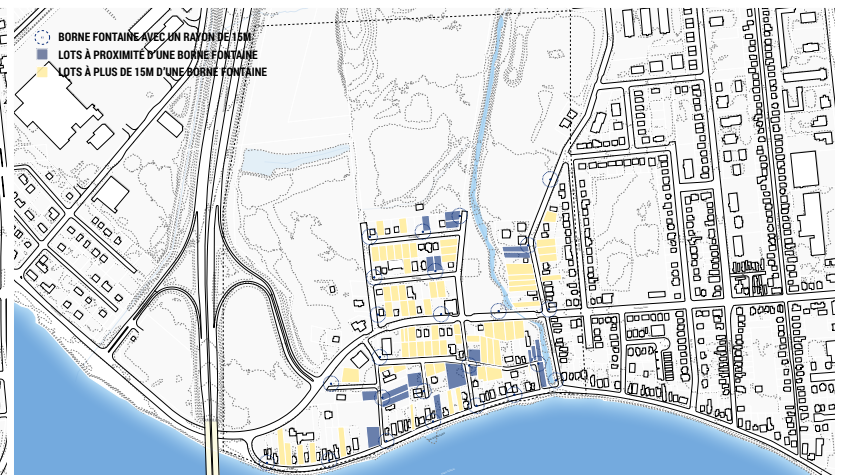 BORNE FONTAINE AVEC UN RAYON DE 15M
LOTS À PROXIMITÉ D'UNE BORNE FONTAINE
LOTS À PLUS DE 15M D'UNE BORNE FONTAINE